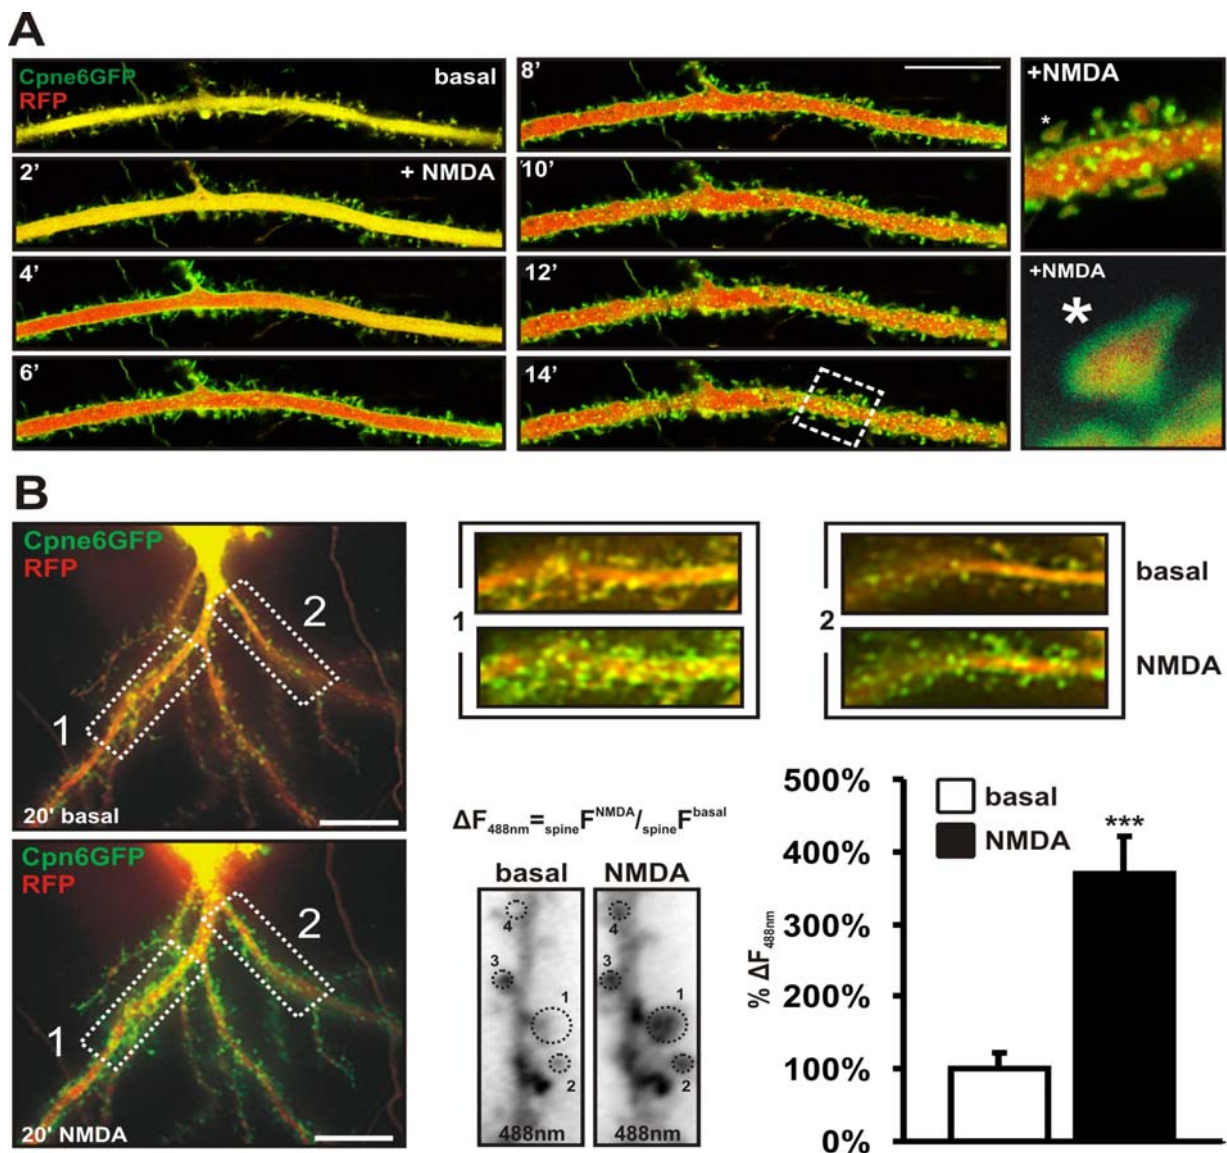 A
Cpne6GFP
RFP
basal
2'
+ NMDA
4'
6'
8'
10'
12'
14'
+NMDA
*
+NMDA
*
B
Cpne6GFP
RFP
2
1
20' basal
Cpn6GFP
RFP
2
1
20' NMDA
1
2
basal
NMDA
ΔF488nm=spineFNMDA/spineFbasal
basal
NMDA
4
3
1
2
488nm
4
3
1
2
488nm
500%
400%
300%
200%
100%
0%
% ΔF488nm
basal
NMDA
***